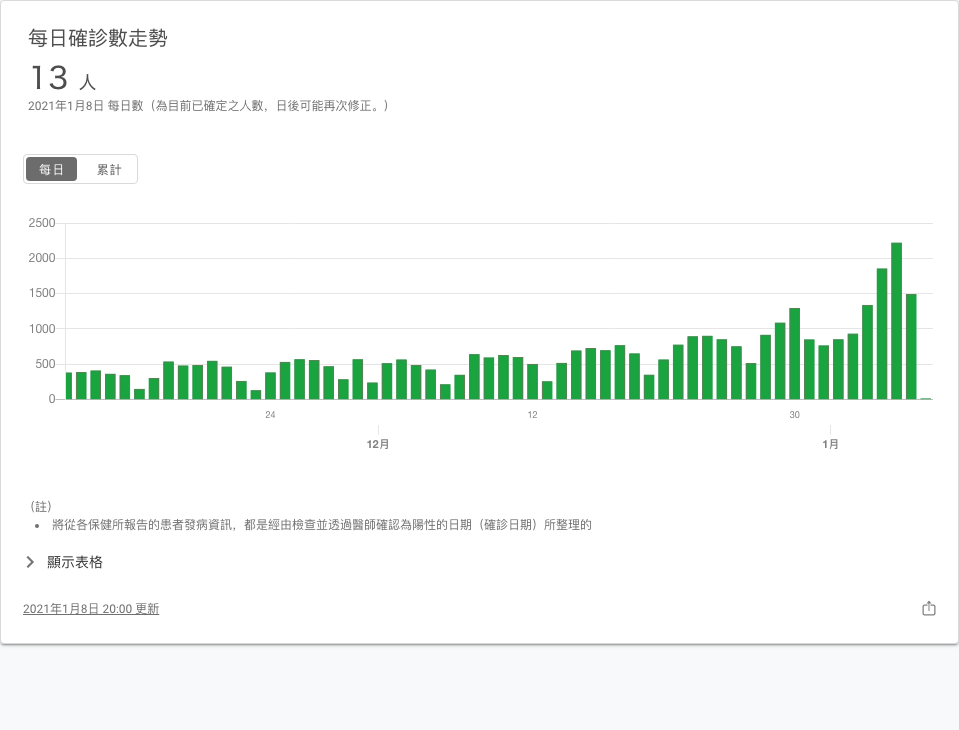 每日確診數走勢
13 人
2021年1月8日 每日數（為目前已確定之人數，日後可能再次修正。）
每日 累計
2500
2000
1500
1000
500
0
24 12 30
12月 1月
（註）
• 將從各保健所報告的患者發病資訊，都是經由檢查並透過醫師確認為陽性的日期（確診日期）所整理的
顯示表格
2021年1月8日 20:00 更新